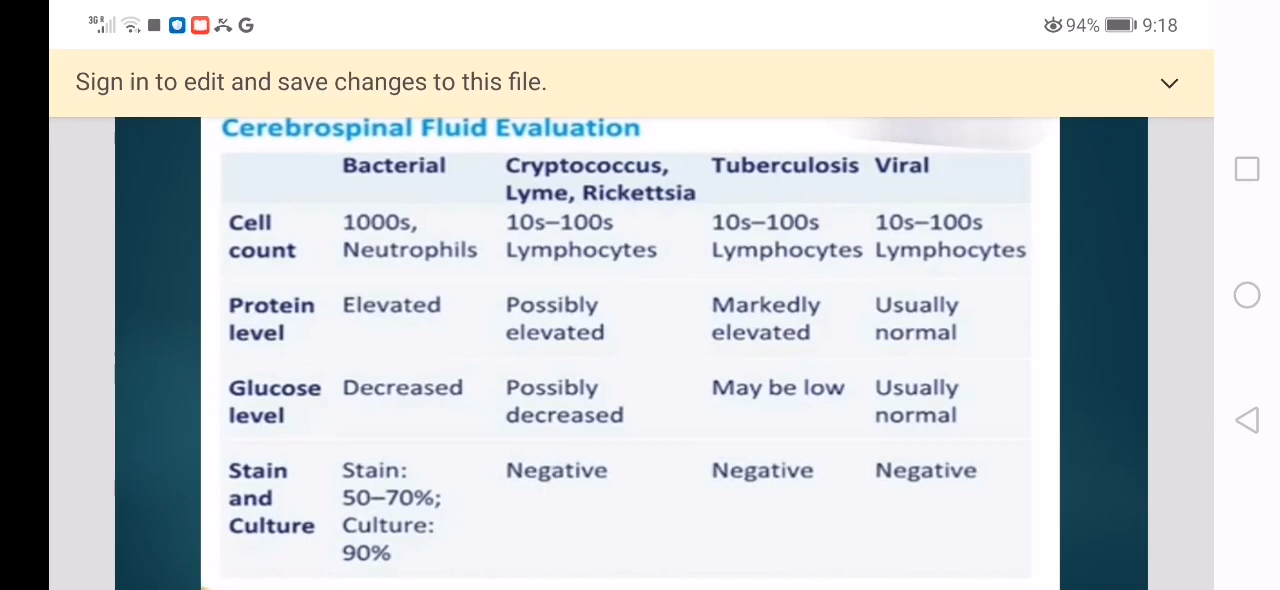 3G R 94% 9:18
Sign in to edit and save changes to this file.
Cerebrospinal Fluid Evaluation
Bacterial Cryptococcus, Lyme, Rickettsia Tuberculosis Viral
Cell count 1000s, Neutrophils 10s–100s Lymphocytes 10s–100s Lymphocytes 10s–100s Lymphocytes
Protein level Elevated Possibly elevated Markedly elevated Usually normal
Glucose level Decreased Possibly decreased May be low Usually normal
Stain and Culture Stain: 50–70%; Culture: 90% Negative Negative Negative